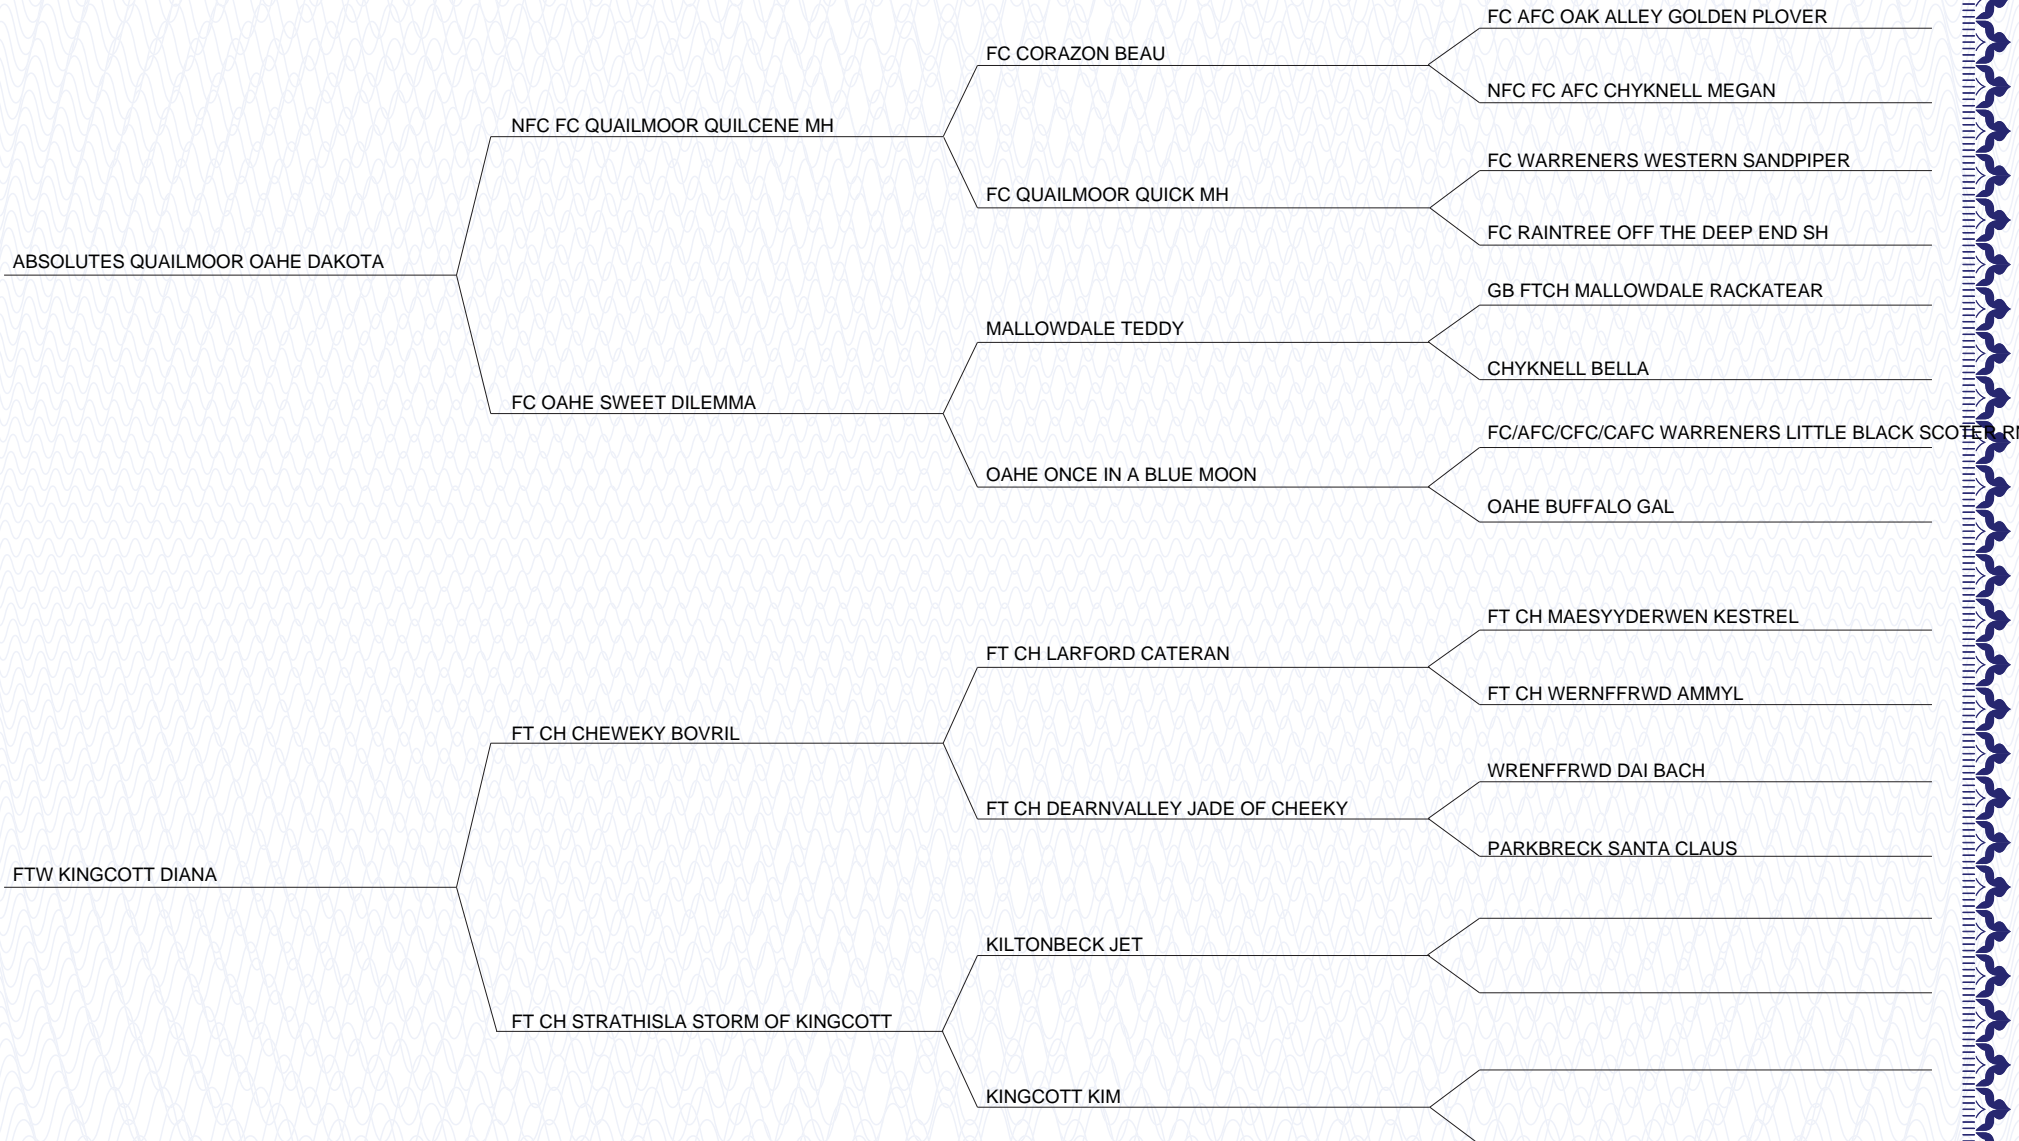 FC AFC OAK ALLEY GOLDEN PLOVER
FC CORAZON BEAU
NFC FC AFC CHYKNELL MEGAN
NFC FC QUAILMOOR QUILCENE MH
FC WARRENERS WESTERN SANDPIPER
FC QUAILMOOR QUICK MH
FC RAINTREE OFF THE DEEP END SH
ABSOLUTES QUAILMOOR OAHE DAKOTA
GB FTCH MALLOWDALE RACKATEAR
MALLOWDALE TEDDY
CHYKNELL BELLA
FC OAHE SWEET DILEMMA
FC/AFC/CFC/CAFC WARRENERS LITTLE BLACK SCOTER
OAHE ONCE IN A BLUE MOON
OAHE BUFFALO GAL
FT CH MAESYYDERWEN KESTREL
FT CH LARFORD CATERAN
FT CH WERNFFRWD AMMYL
FT CH CHEWEKY BOVRIL
WRENFFRWD DAI BACH
FT CH DEARNVALLEY JADE OF CHEEKY
PARKBRECK SANTA CLAUS
FTW KINGCOTT DIANA
KILTONBECK JET
FT CH STRATHISLA STORM OF KINGCOTT
KINGCOTT KIM